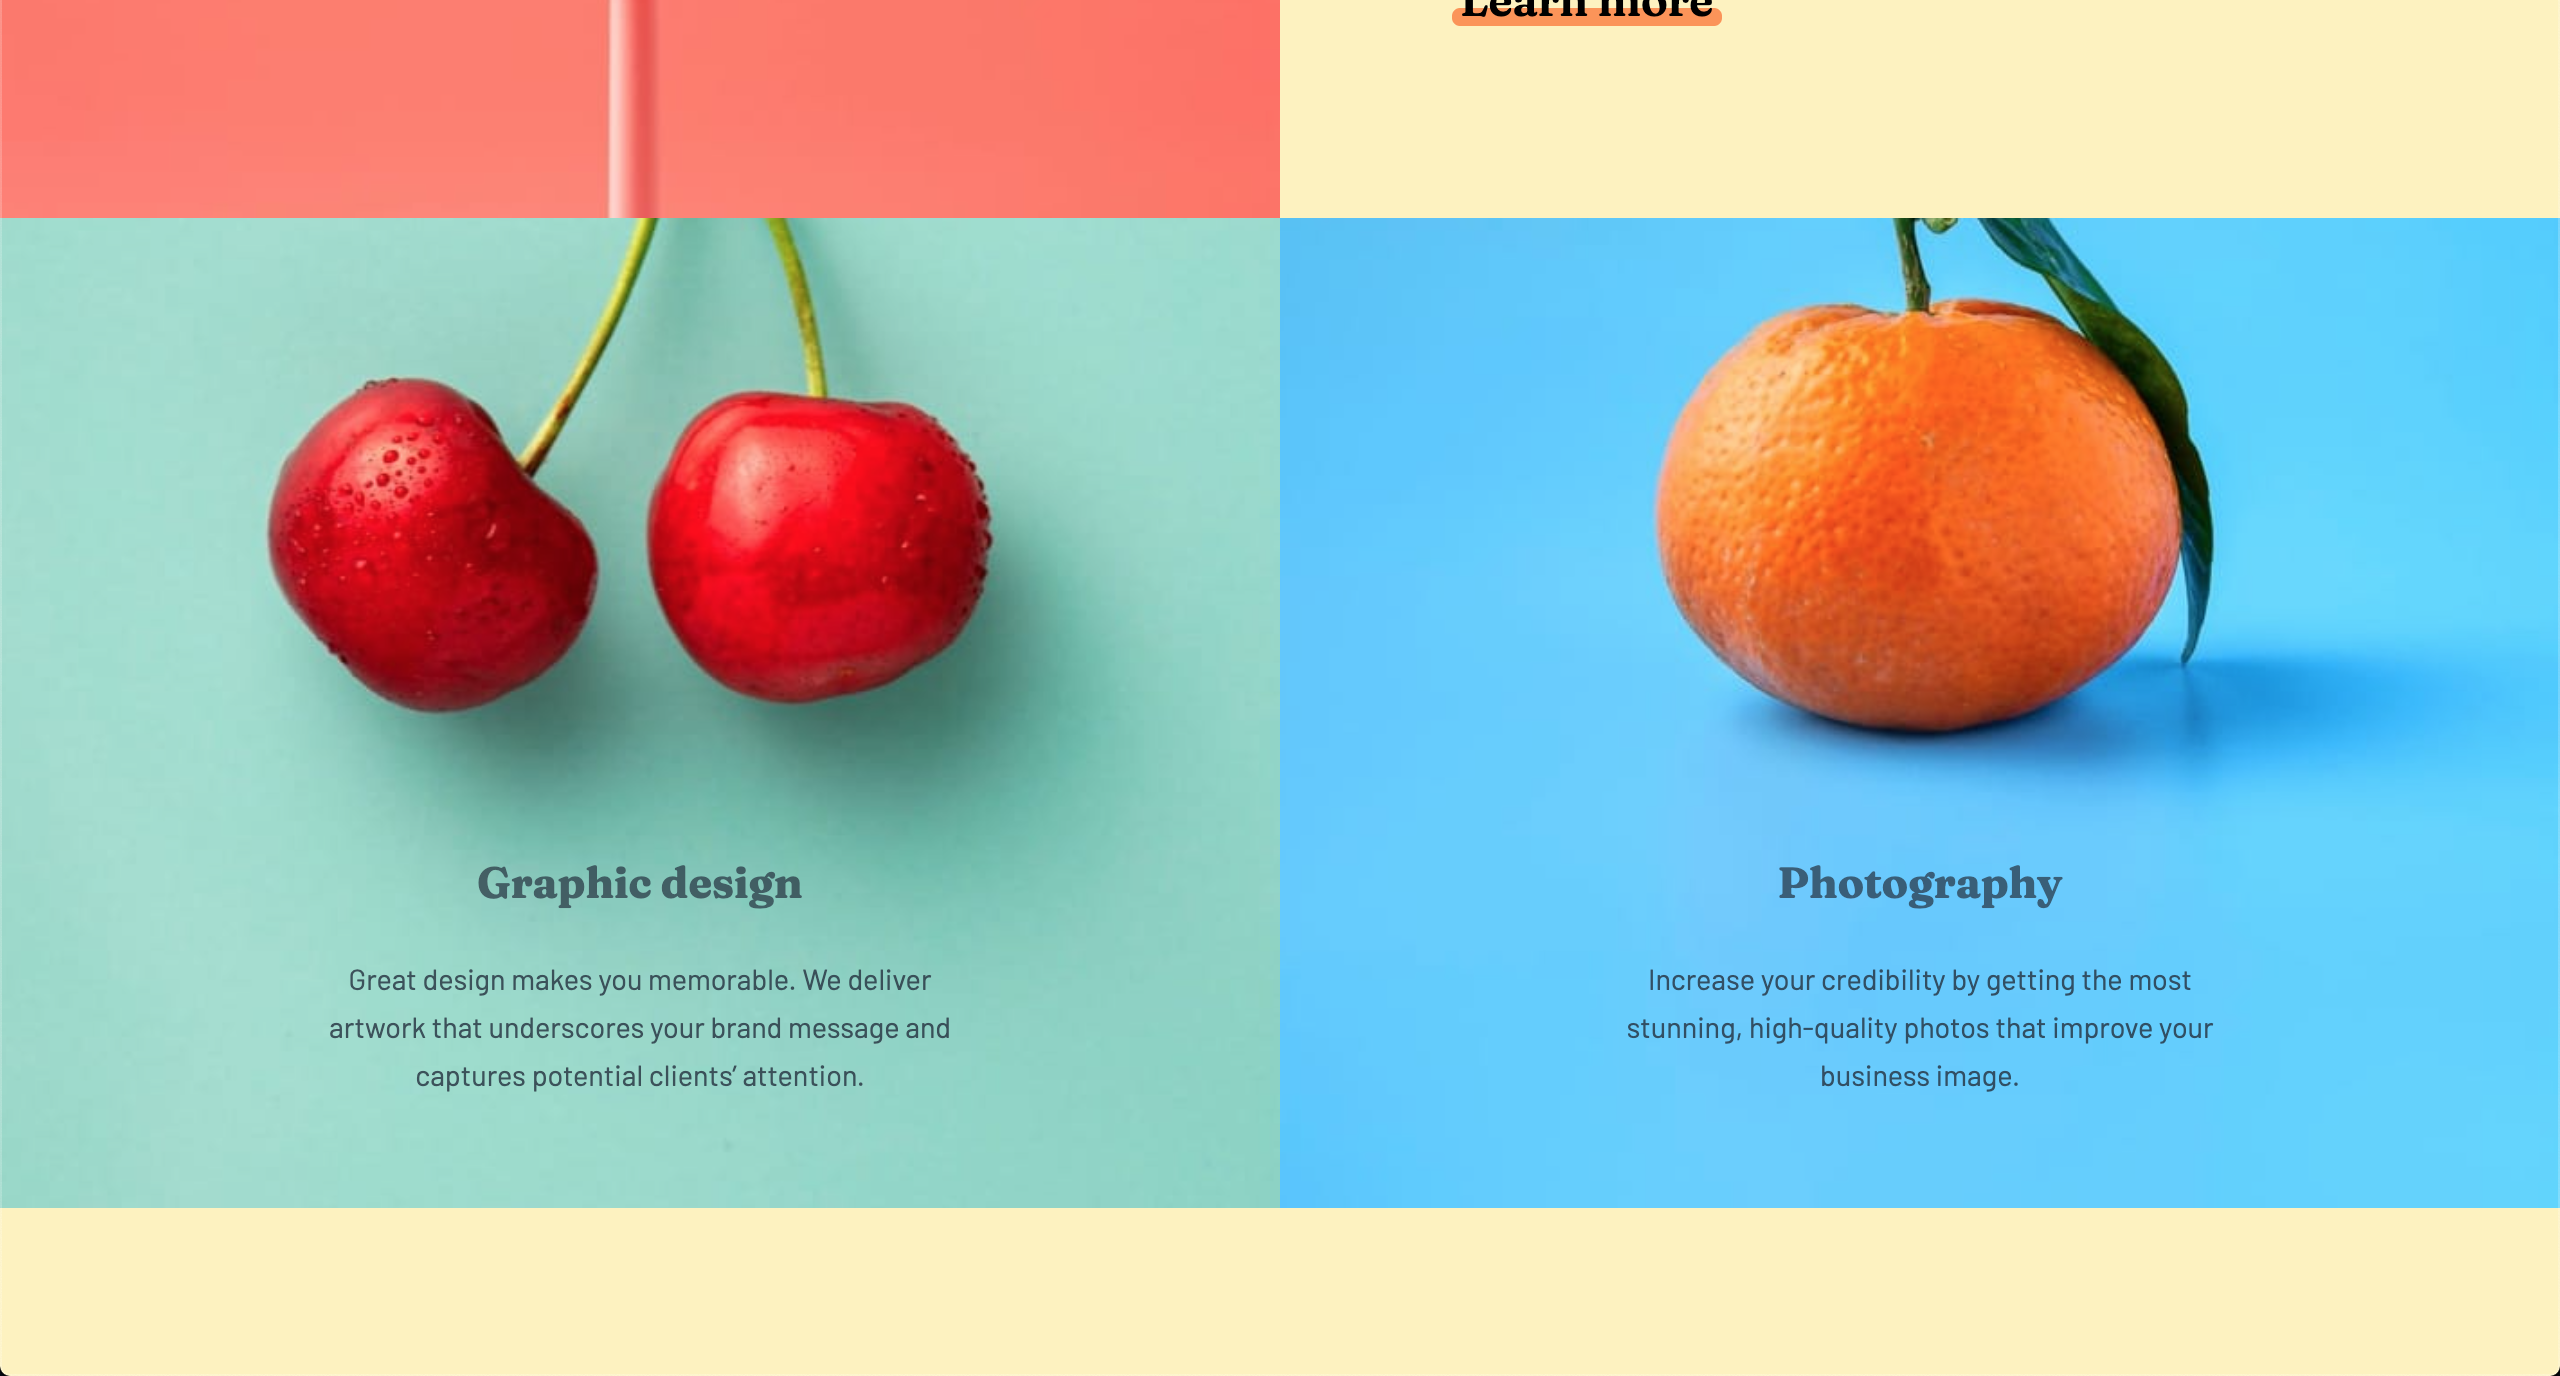 Learn more
Graphic design
Great design makes you memorable. We deliver
artwork that underscores your brand message and
captures potential clients’ attention.
Photography
Increase your credibility by getting the most
stunning, high-quality photos that improve your
business image.